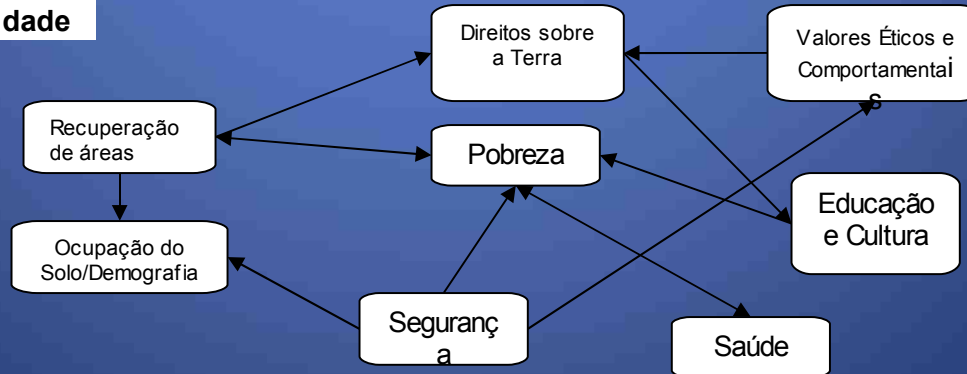 dade
Direitos sobre
a Terra
Valores Éticos e
Comportamentai
s
Recuperação
de áreas
Pobreza
Educação
e Cultura
Ocupação do
Solo/Demografia
Seguranç
a
Saúde